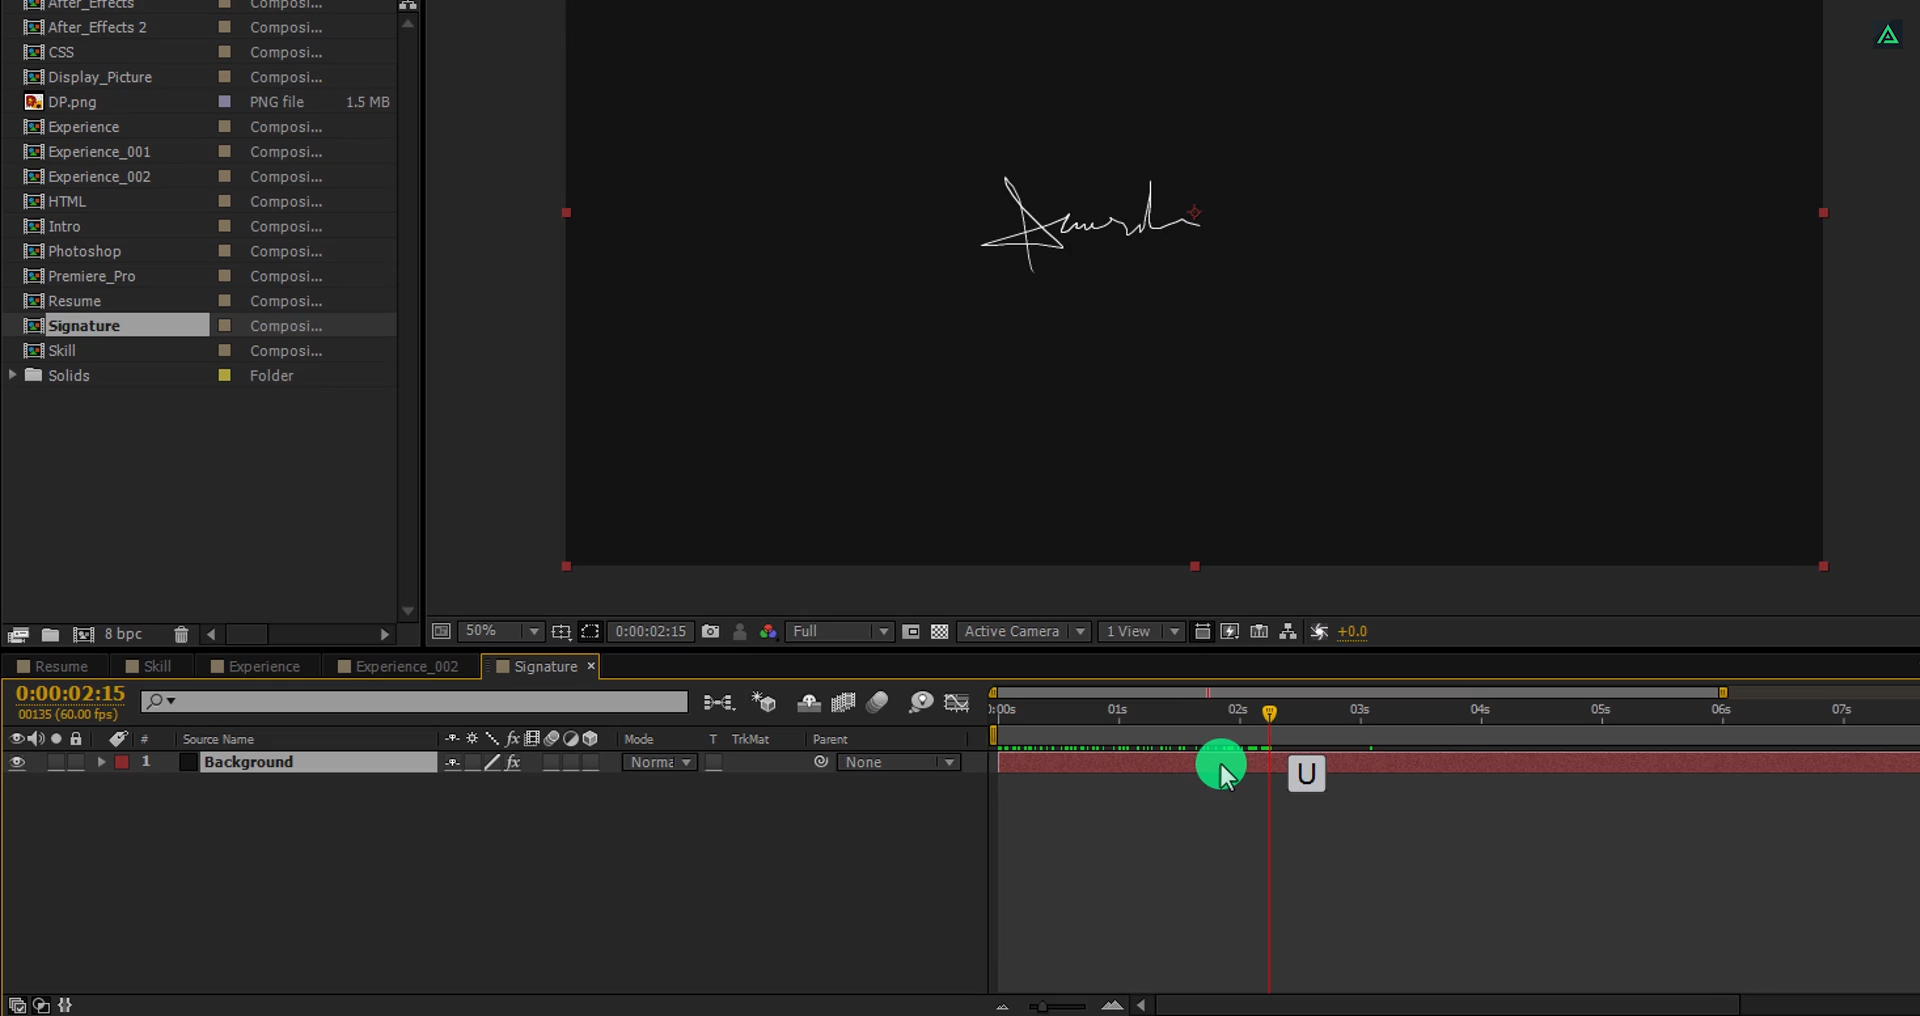 After_Effects Composi...
After_Effects 2 Composi...
CSS Composi...
Display_Picture Composi...
DP.png PNG file 1.5 MB
Experience Composi...
Experience_001 Composi...
Experience_002 Composi...
HTML Composi...
Intro Composi...
Photoshop Composi...
Premiere_Pro Composi...
Resume Composi...
Signature Composi...
Skill Composi...
Solids Folder
8 bpc
50% 0:00:02:15 Full Active Camera 1 View +0.0
Resume Skill Experience Experience_002 Signature ×
0:00:02:15
00135 (60.00 fps)
):00s 01s 02s 03s 04s 05s 06s 07s
# Source Name fx Mode T TrkMat Parent
1 Background fx Norma None
U